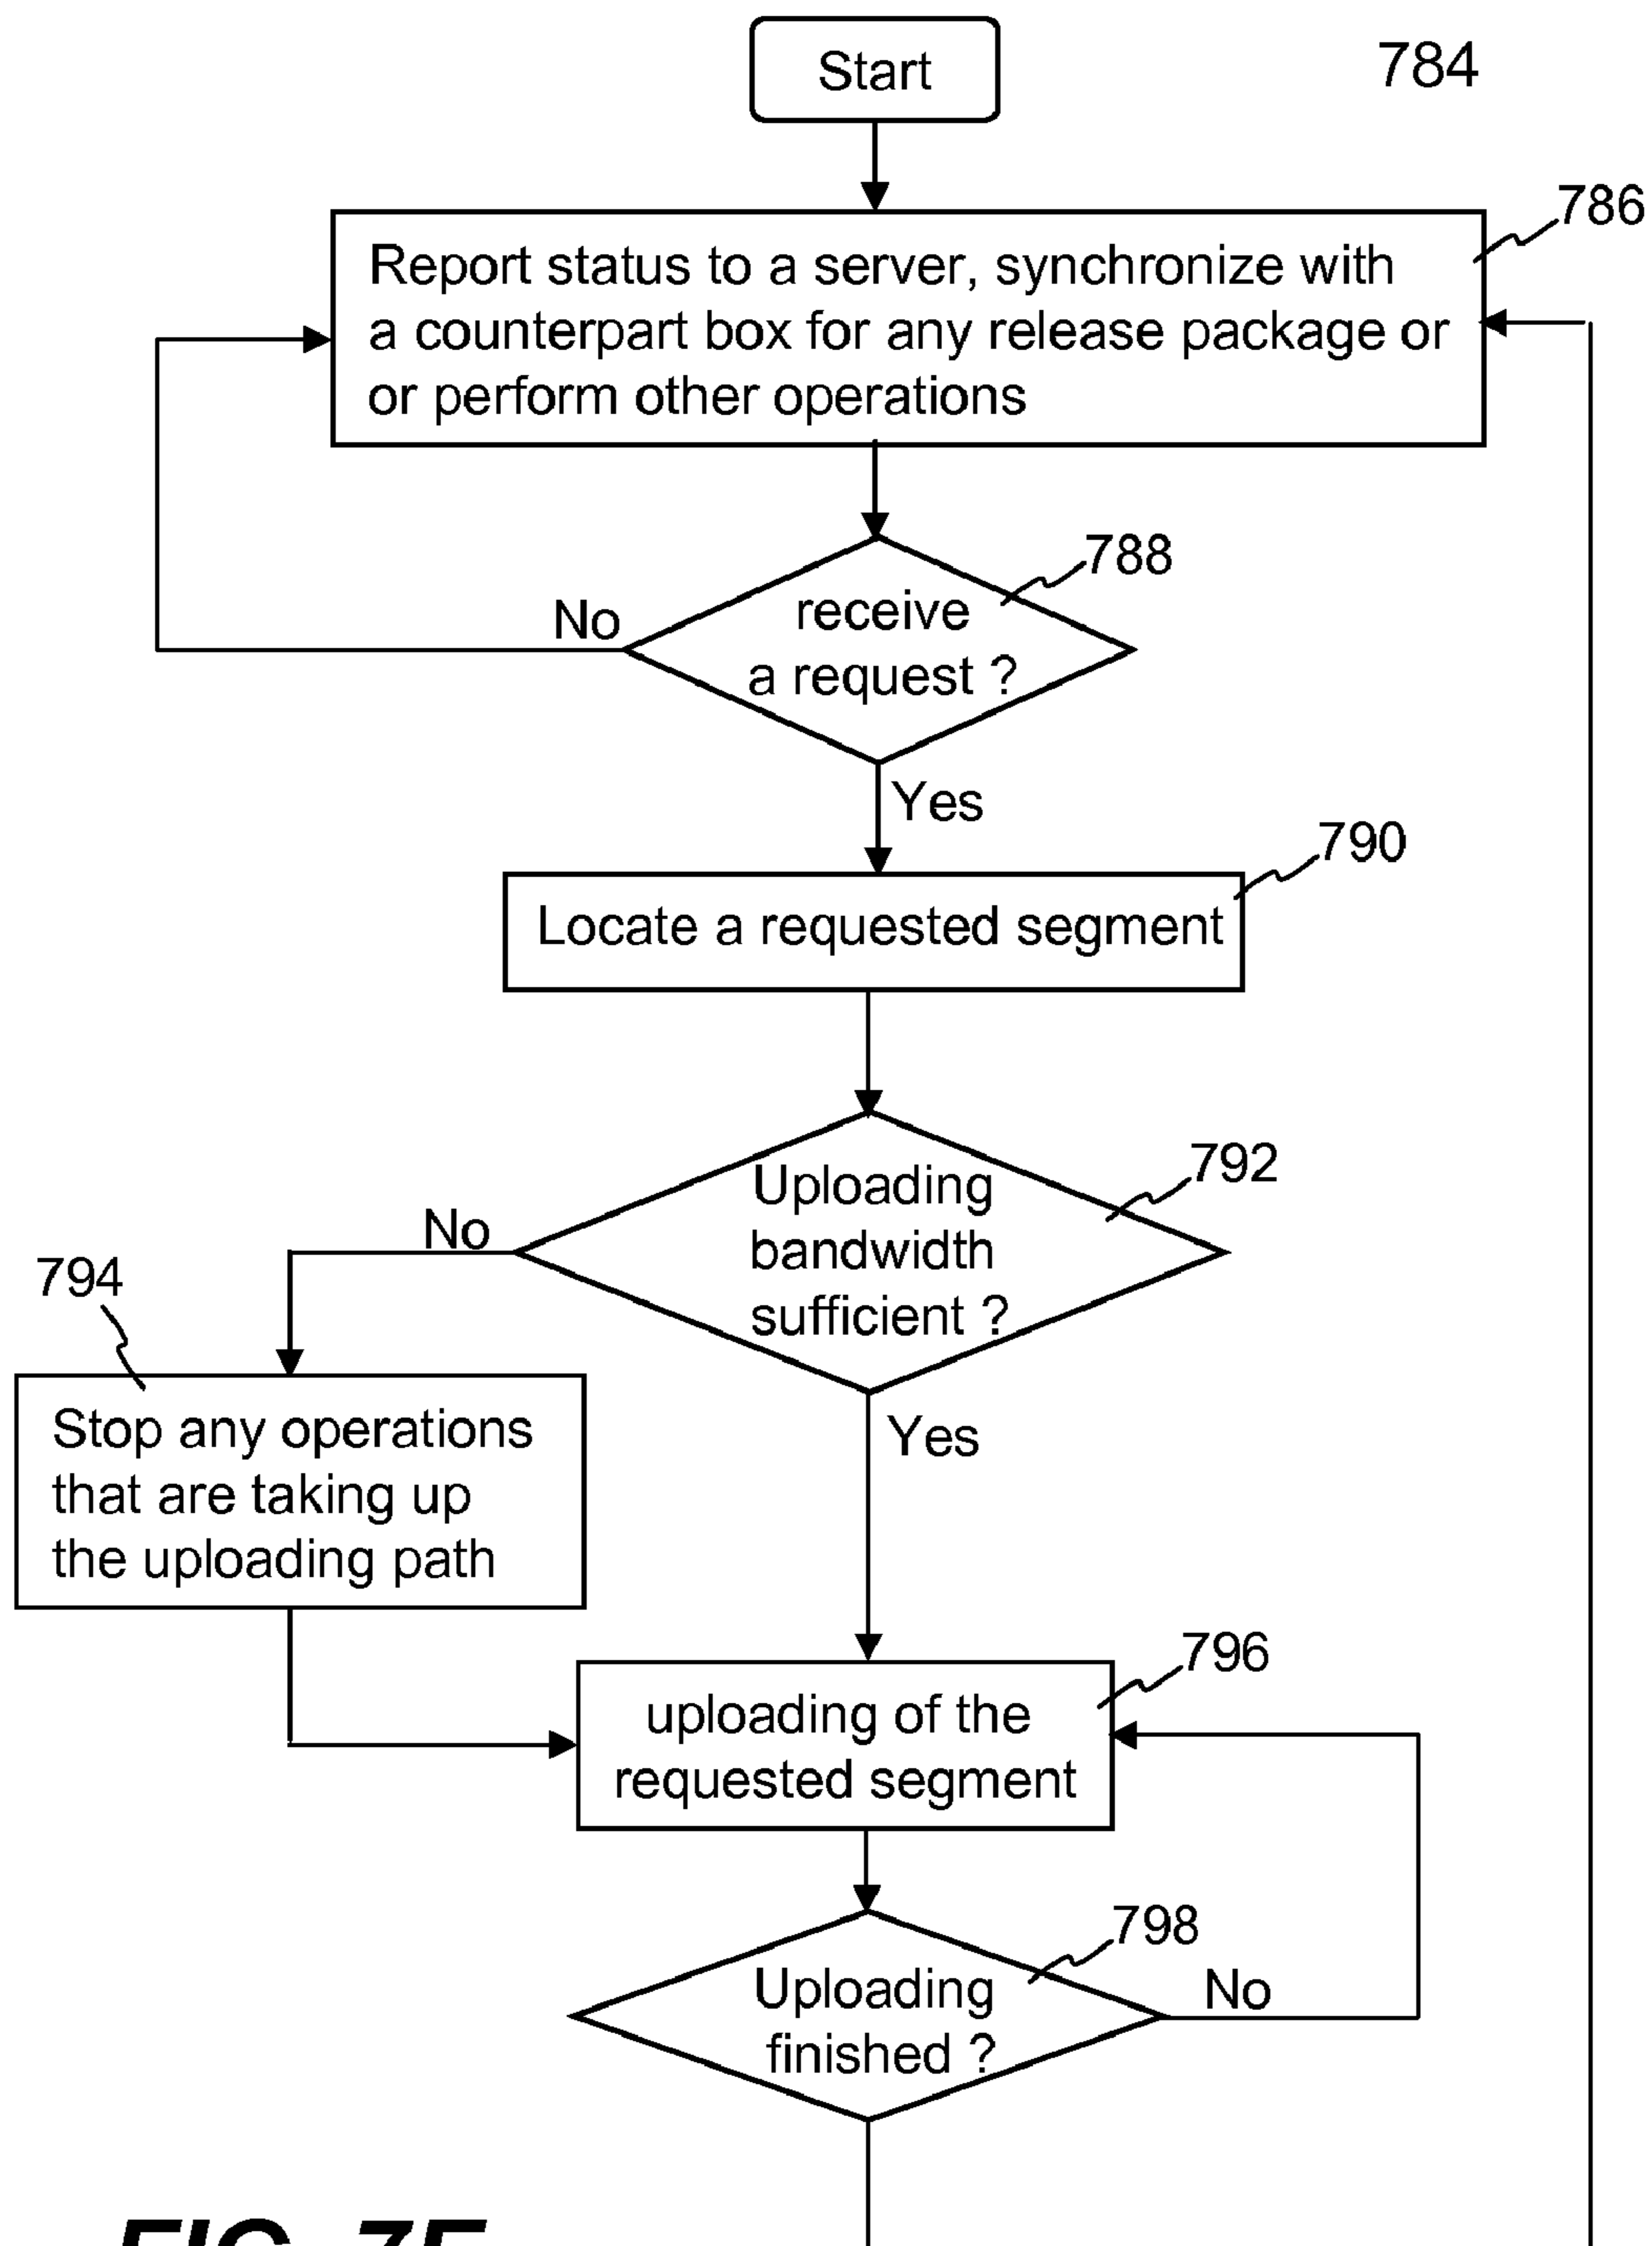 Start
784
786
Report status to a server, synchronize with
a counterpart box for any release package or
or perform other operations
788
No
receive
a request ?
Yes
790
Locate a requested segment
792
Uploading
bandwidth
sufficient ?
No
794
Yes
Stop any operations
that are taking up
the uploading path
796
uploading of the
requested segment
798
Uploading
finished ?
No